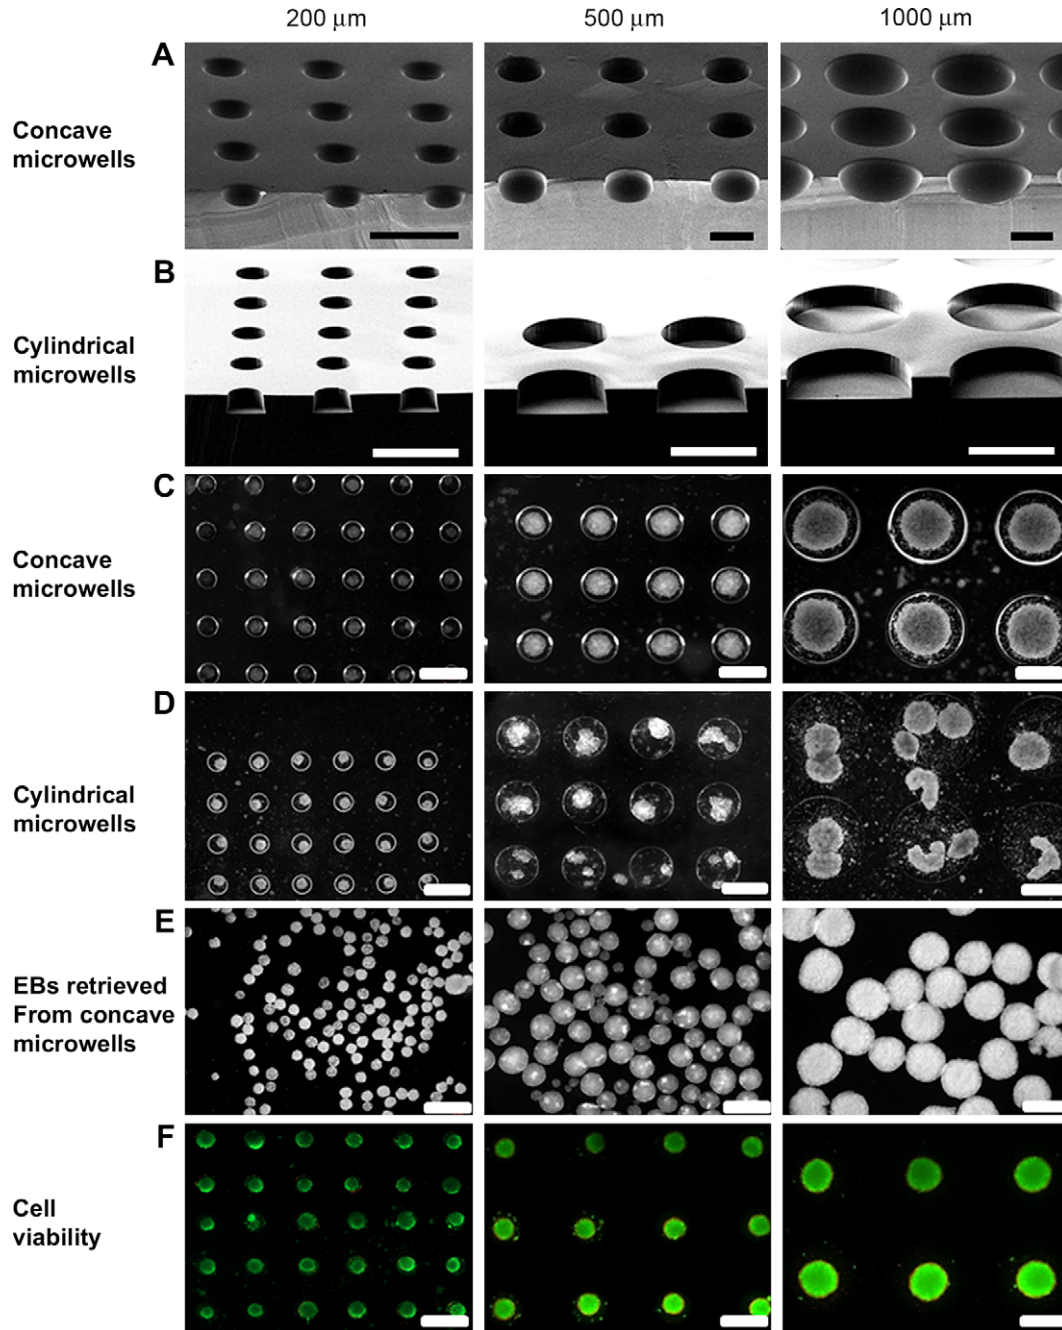 200 μm 500 μm 1000 μm
A
Concave
microwells
B
Cylindrical
microwells
C
Concave
microwells
D
Cylindrical
microwells
E
EBs retrieved
From concave
microwells
F
Cell
viability